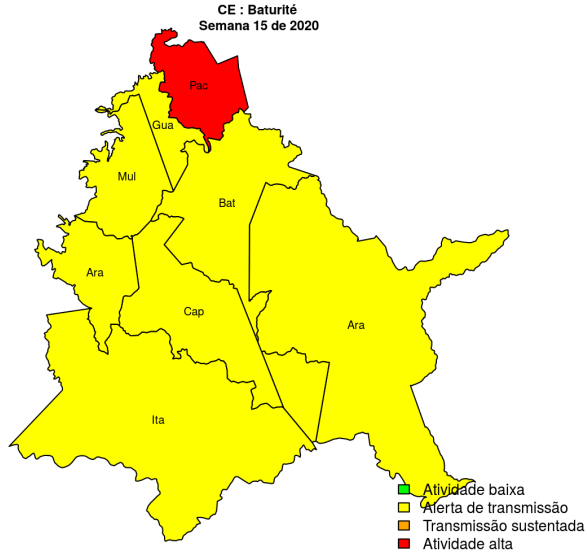 CE : Baturité
Semana 15 de 2020
Pac
Gua
Mul
Bat
Ara
Cap
Ara
Ita
Atividade baixa
Alerta de transmissão
Transmissão sustentada
Atividade alta